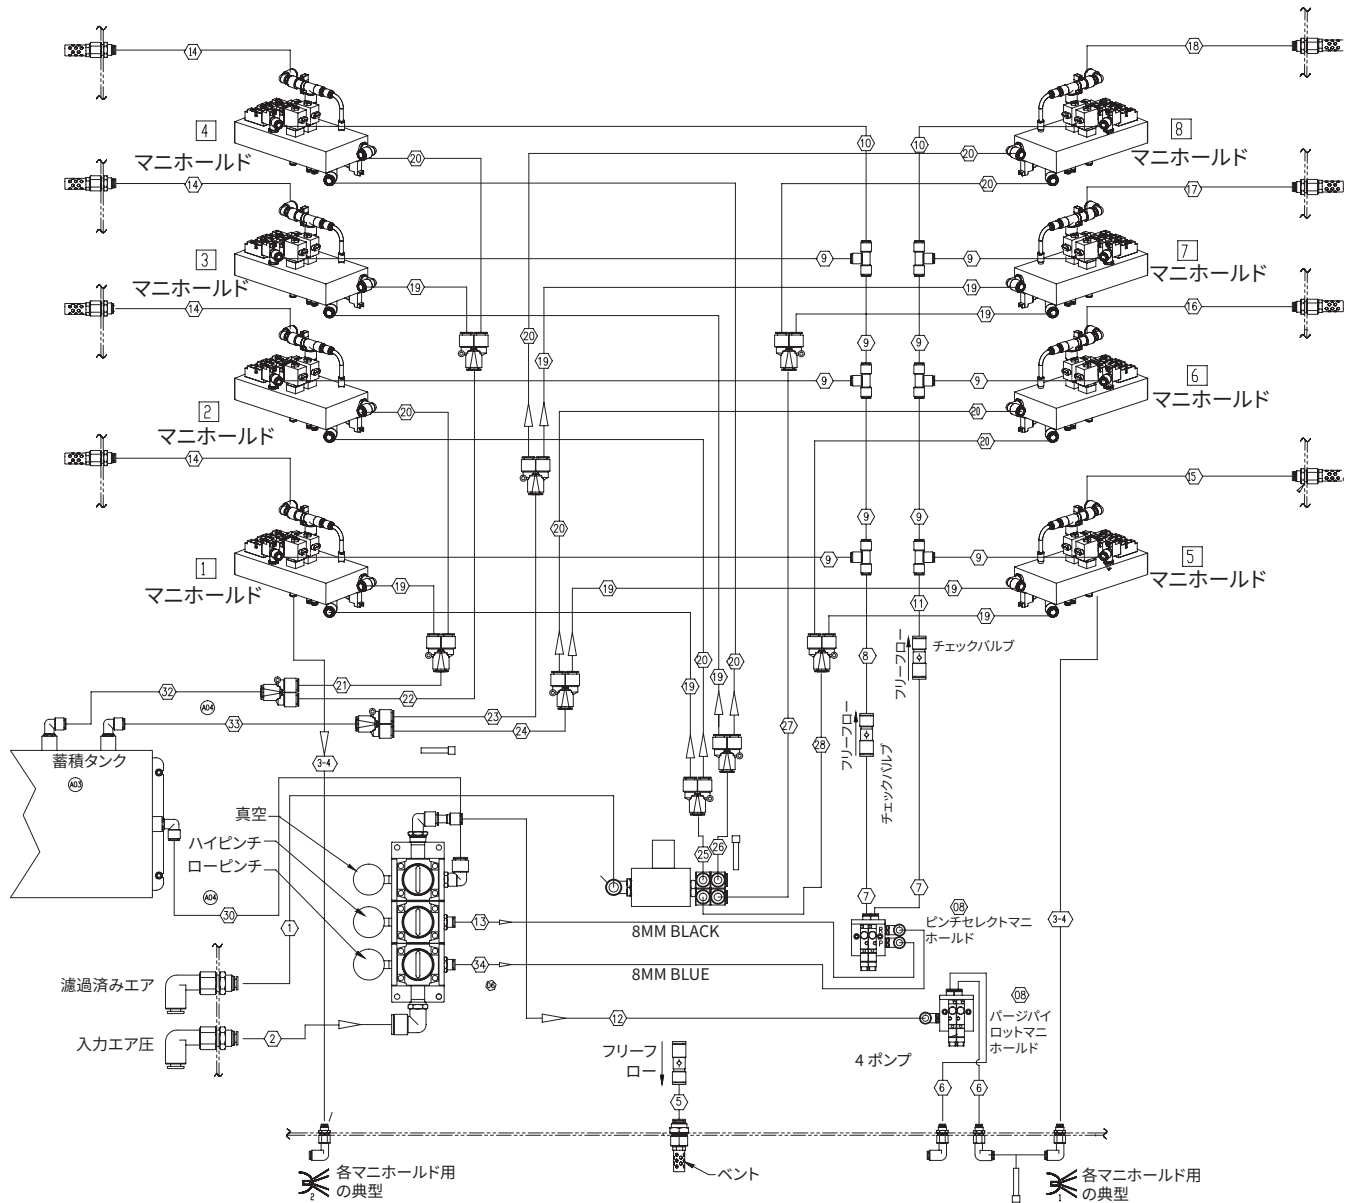 14
18
4
マニホールド
10
10
8
マニホールド
20
20
20
14
17
3
マニホールド
9
9
7
マニホールド
19
19
14
19
16
20
19
9
9
2
マニホールド
9
9
6
マニホールド
20
20
20
14
15
20
9
9
1
マニホールド
9
9
5
マニホールド
19
19
19
11
19
フリーフロー
チェックバルブ
8
20
20
19
19
21
22
32
A04
33
23
24
フリーフロー
チェックバルブ
27
28
蓄積タンク
A03
3-4
真空
ハイピンチ
ローピンチ
25
26
A04
30
1
7
7
08
ピンチセレクトマニ
ホールド
R
P
3-4
13
8MM BLACK
34
8MM BLUE
濾過済みエア
08
パージパイ
ロットマニ
ホールド
入力エア圧
2
12
フリーフ
ロー
4 ポンプ
5
6
6
ベント
2
各マニホールド用
の典型
1
各マニホールド用
の典型